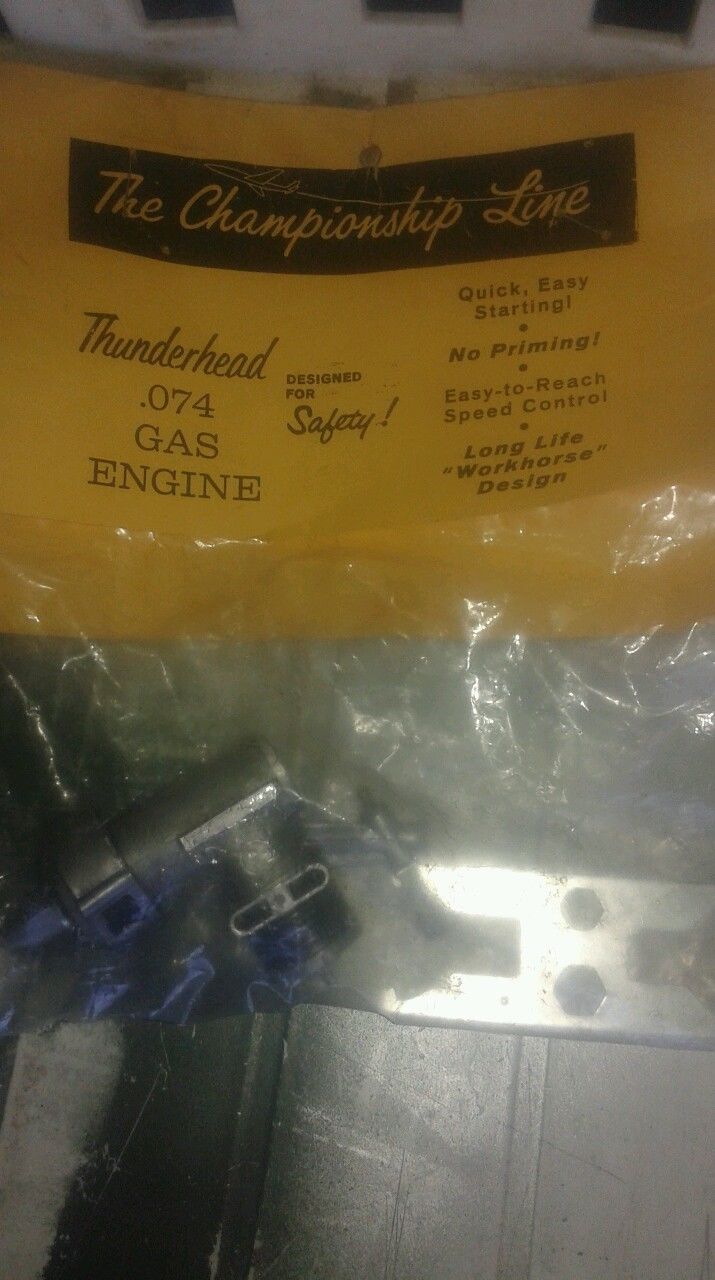 The Championship Line
Thunderhead
.074
GAS
ENGINE
DESIGNED
FOR
Safety!
Quick, Easy
Starting!
•
No Priming!
•
Easy-to-Reach
Speed Control
•
Long Life
"Workhorse"
Design